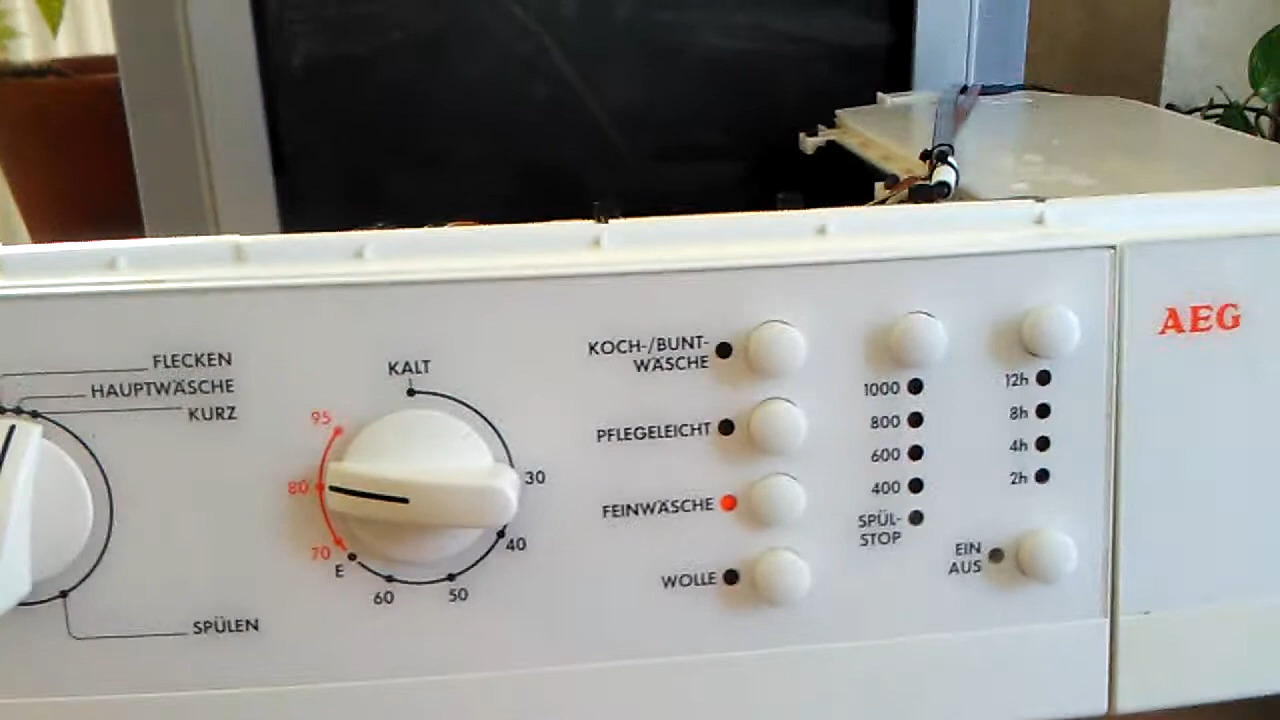 FLECKEN
HAUPTWÄSCHE
KURZ
SPÜLEN
KALT
95
80
70
E
60
50
40
30
KOCH-/BUNT-
WÄSCHE
PFLEGELEICHT
FEINWÄSCHE
WOLLE
1000
800
600
400
SPÜL-
STOP
12h
8h
4h
2h
EIN
AUS
AEG